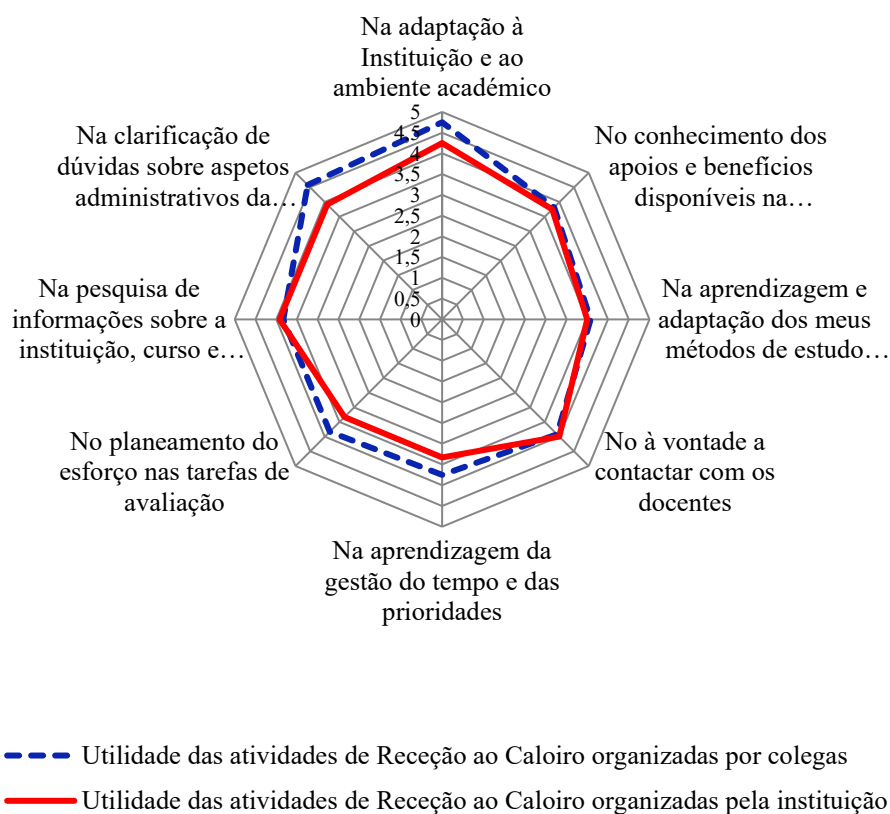 Na adaptação à
Instituição e ao
ambiente académico
No conhecimento dos
apoios e benefícios
disponíveis na…
Na aprendizagem e
adaptação dos meus
métodos de estudo…
No à vontade a
contactar com os
docentes
Na aprendizagem da
gestão do tempo e das
prioridades
No planeamento do
esforço nas tarefas de
avaliação
Na pesquisa de
informações sobre a
instituição, curso e…
Na clarificação de
dúvidas sobre aspetos
administrativos da…
5
4,5
4
3,5
3
2,5
2
1,5
1
0,5
0
Utilidade das atividades de Receção ao Caloiro organizadas por colegas
Utilidade das atividades de Receção ao Caloiro organizadas pela instituição